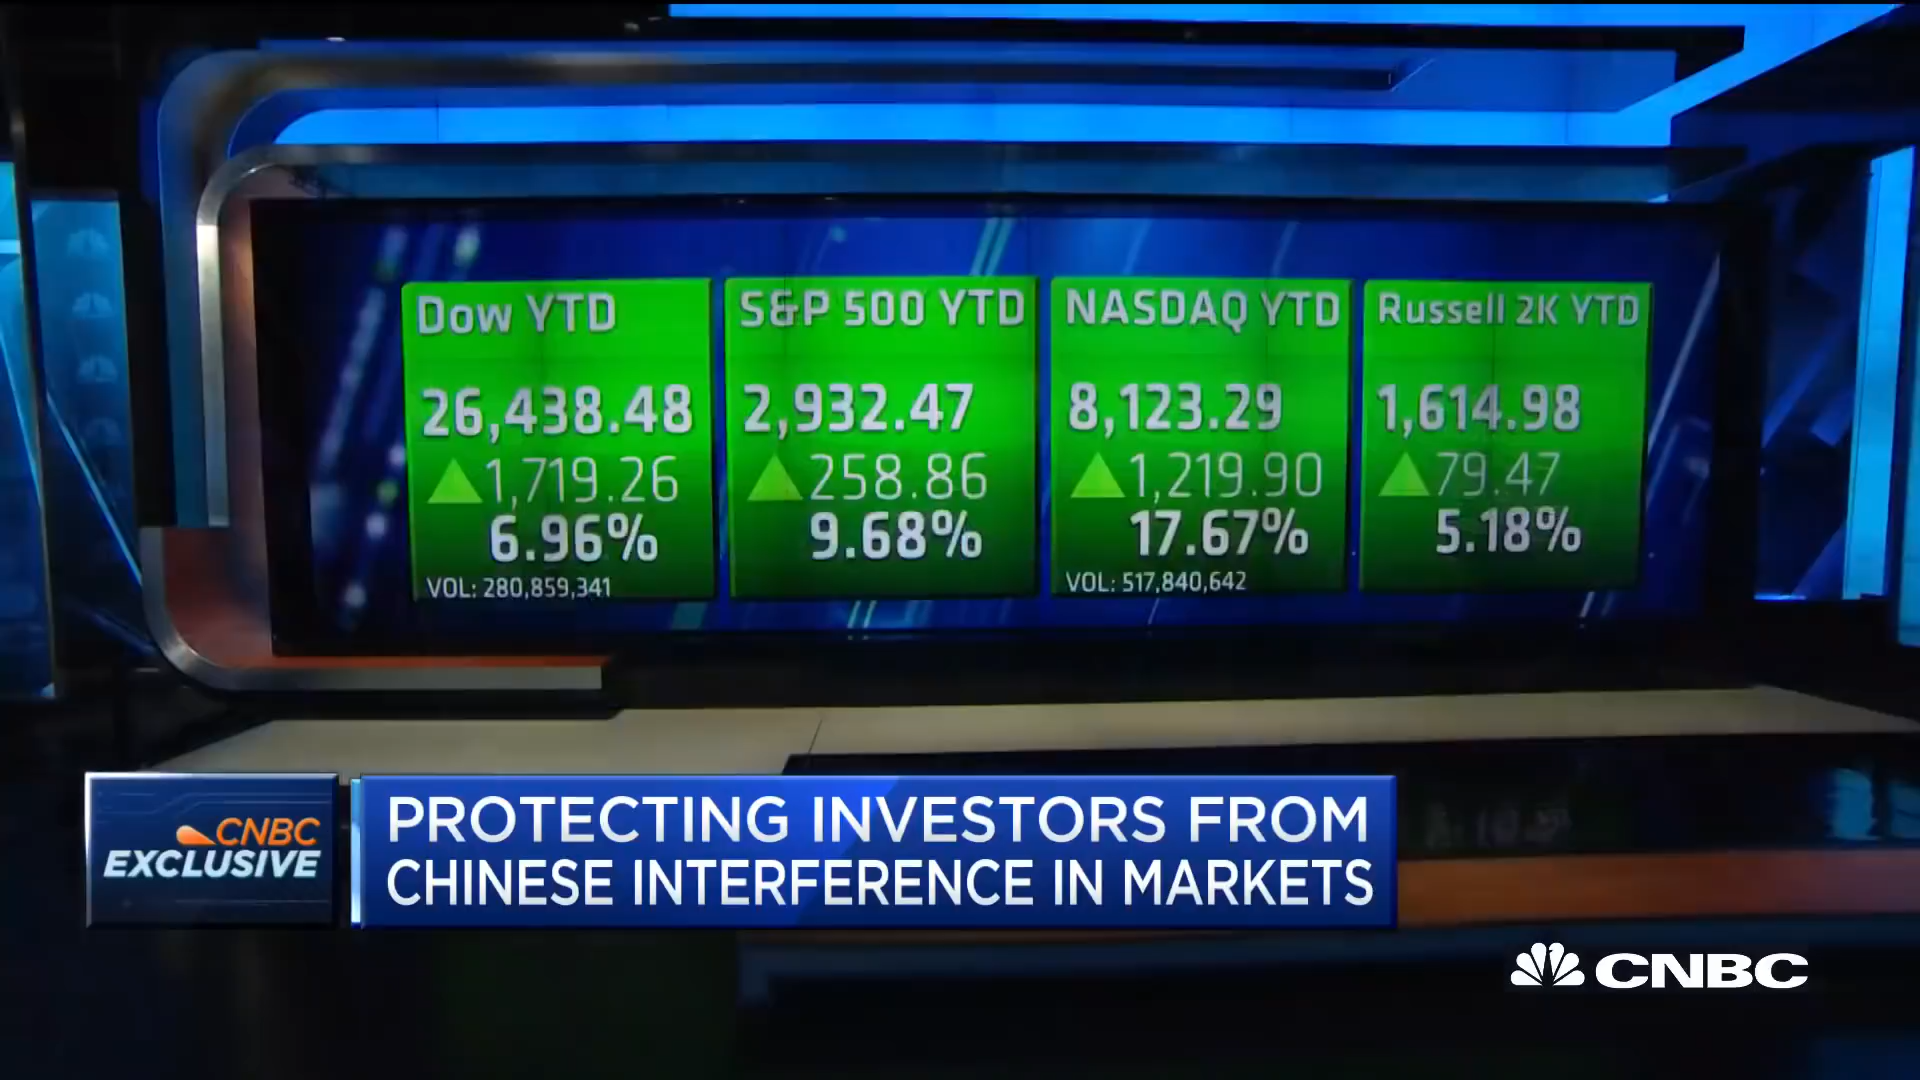 Dow YTD
26,438.48
1,719.26
6.96%
VOL: 280,859,341
S&P 500 YTD
2,932.47
258.86
9.68%
NASDAQ YTD
8,123.29
1,219.90
17.67%
VOL: 517,840,642
Russell 2K YTD
1,614.98
79.47
5.18%
CNBC
EXCLUSIVE
PROTECTING INVESTORS FROM
CHINESE INTERFERENCE IN MARKETS
CNBC